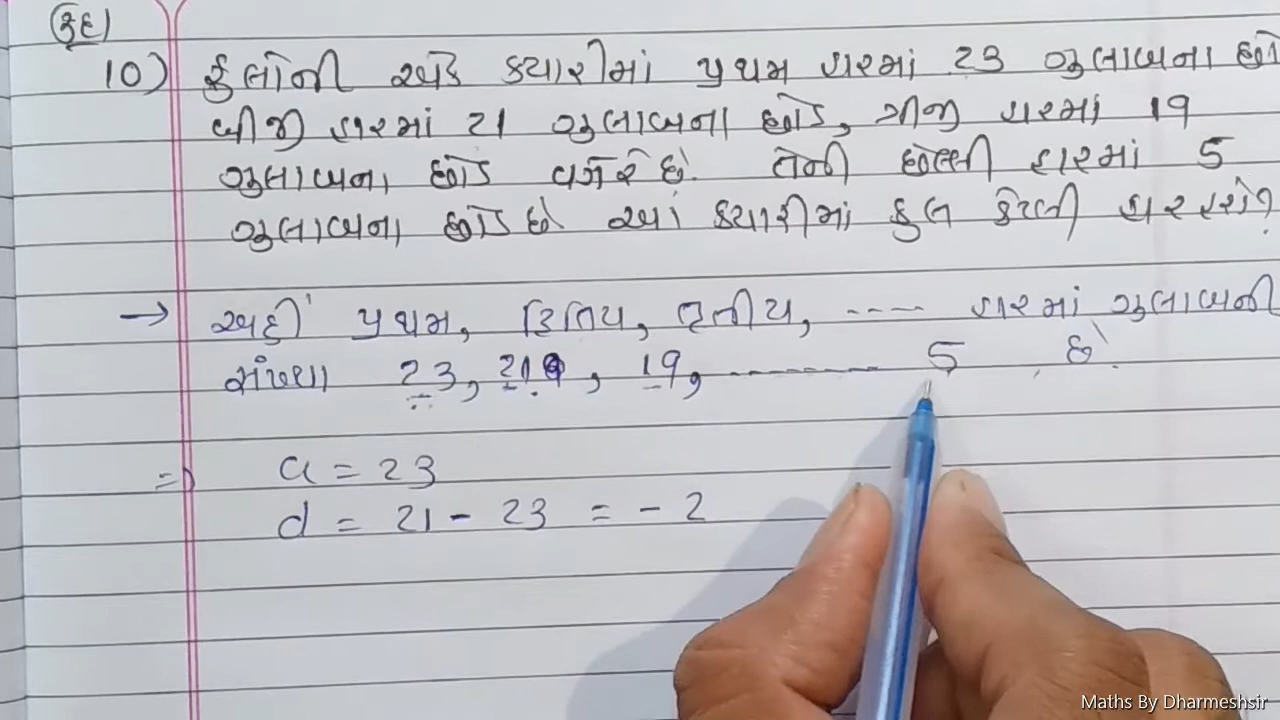 ઉદા
10) ફુલોની એક ક્યારીમાં પ્રથમ હારમાં 23 ગુલાબના છોડ
બીજી હારમાં 21 ગુલાબના છોડ, ત્રીજી હારમાં 19
ગુલાબના છોડ વગેરે છે. તેની છેલ્લી હારમાં 5
ગુલાબના છોડ છે આ ક્યારીમાં કુલ કેટલી હાર હશે?
→ અહીં પ્રથમ, દ્વિતિય, તૃતીય, ---- હારમાં ગુલાબની
સંખ્યા 23, 21, 19, -------- 5 છે.
=> a = 23
d = 21 - 23 = - 2
Maths By Dharmeshsir